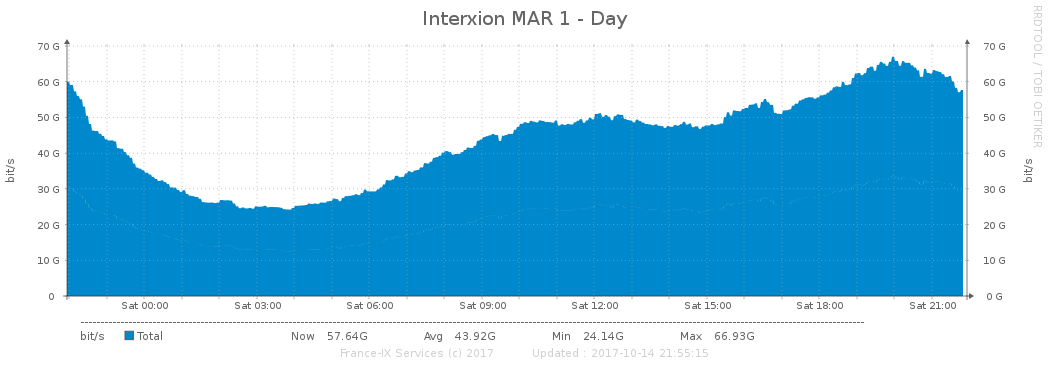 Interxion MAR 1 - Day
RRDTOOL / TOBI OETIKER
70 G 70 G
60 G 60 G
50 G 50 G
40 G 40 G
30 G 30 G
20 G 20 G
10 G 10 G
0 0 G
bit/s bit/s
Sat 00:00 Sat 03:00 Sat 06:00 Sat 09:00 Sat 12:00 Sat 15:00 Sat 18:00 Sat 21:00
bit/s Total Now 57.64G Avg 43.92G Min 24.14G Max 66.93G
France-IX Services (c) 2017 Updated : 2017-10-14 21:55:15